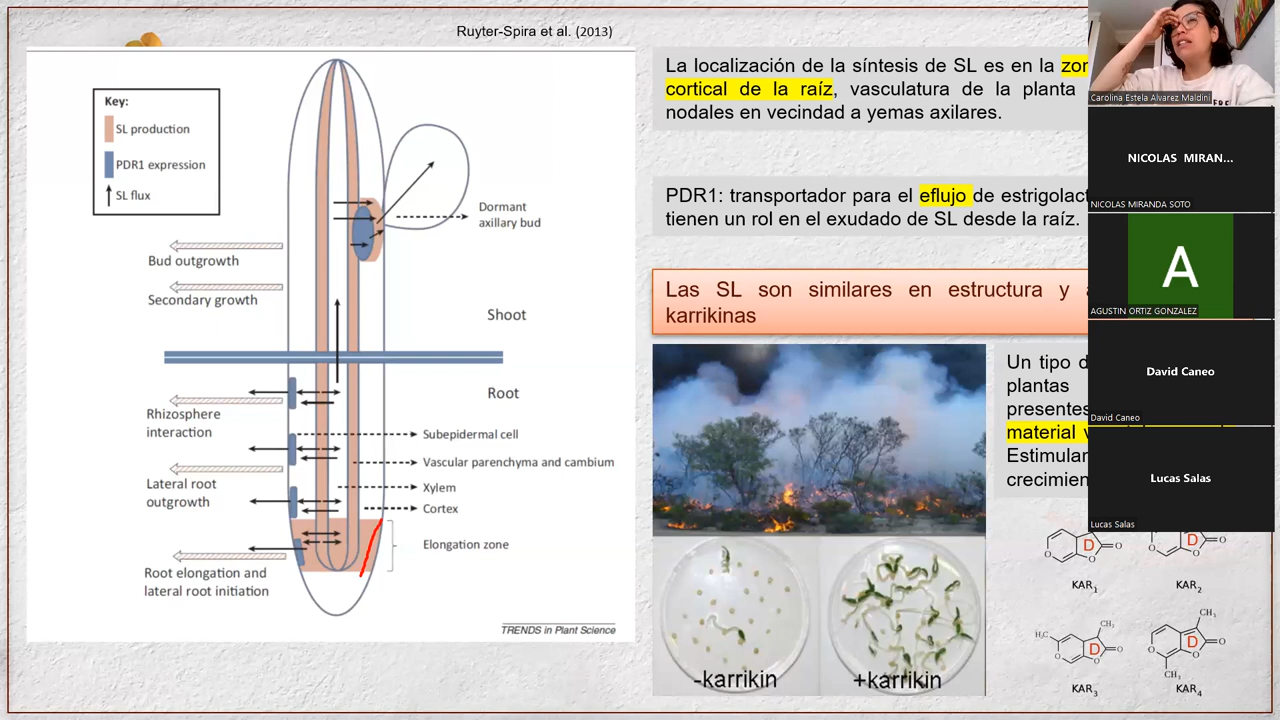 Ruyter-Spira et al. (2013)
Key:
SL production
PDR1 expression
SL flux
Dormant
axillary bud
Bud outgrowth
Secondary growth
Shoot
Root
Rhizosphere
interaction
Subepidermal cell
Vascular parenchyma and cambium
Lateral root
outgrowth
Xylem
Cortex
Elongation zone
Root elongation and
lateral root initiation
TRENDS in Plant Science
La localización de la síntesis de SL es en la
cortical de la raíz, vasculatura de la planta
nodales en vecindad a yemas axilares.
PDR1: transportador para el eflujo de
tienen un rol en el exudado de SL desde la raíz.
Las SL son similares en estructura y
karrikinas
Un tipo
plantas
material
-karrikin
+karrikin
D
KAR1
D
KAR2
H3C
CH3
D
O
O
O
KAR3
CH3
D
O
O
O
CH3
KAR4
Carolina Estela Alvarez Maldini
NICOLAS MIRAN...
NICOLAS MIRANDA SOTO
A
AGUSTIN ORTIZ GONZALEZ
David Caneo
David Caneo
Lucas Salas
Lucas Salas